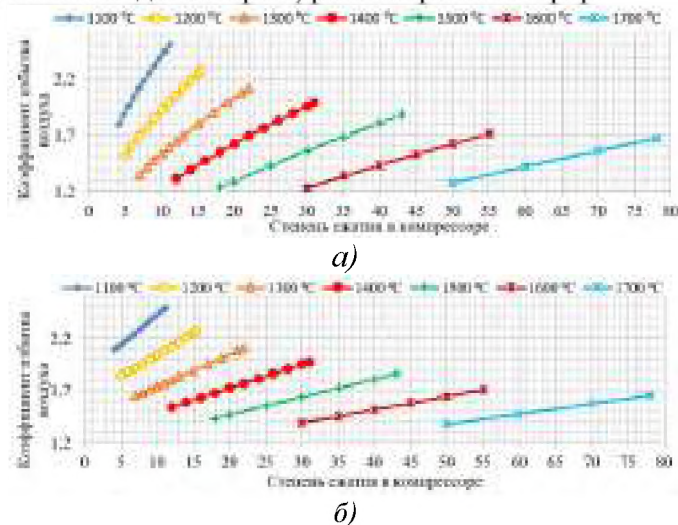 1100 °C 1200 °C 1300 °C 1400 °C 1500 °C 1600 °C 1700 °C
Коэффициент избытка
воздуха
2,2
1,7
1,2
0 5 10 15 20 25 30 35 40 45 50 55 60 65 70 75 80
Степень сжатия в компрессоре
а)
1100 °C 1200 °C 1300 °C 1400 °C 1500 °C 1600 °C 1700 °C
Коэффициент избытка
воздуха
2,2
1,7
1,2
0 5 10 15 20 25 30 35 40 45 50 55 60 65 70 75 80
Степень сжатия в компрессоре
б)